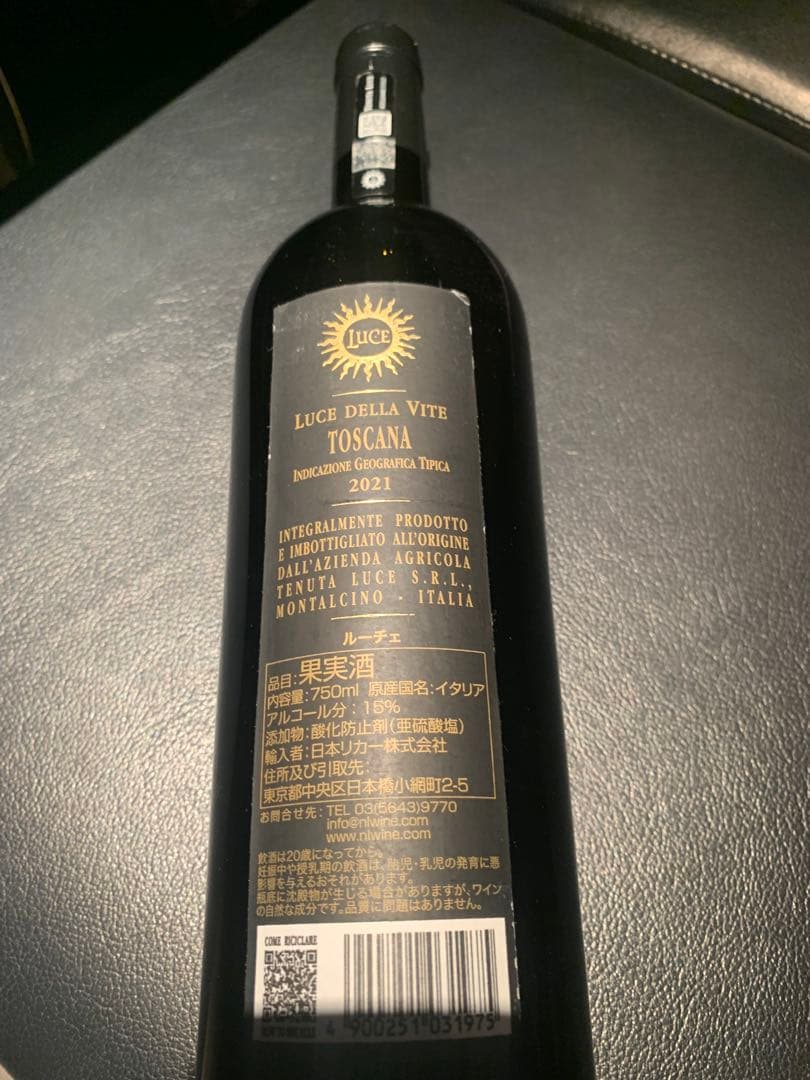 LUCE
LUCE DELLA VITE
TOSCANA
INDICAZIONE GEOGRAFICA TIPICA
2021
INTEGRALMENTE PRODOTTO
E IMBOTTIGLIATO ALL'ORIGINE
DALL'AZIENDA AGRICOLA
TENUTA LUCE S.R.L.,
MONTALCINO - ITALIA
ルーチェ
品目:果実酒
内容量:750ml 原産国名:イタリア
アルコール分:15%
添加物:酸化防止剤(亜硫酸塩)
輸入者:日本リカー株式会社
住所及び引取先:
東京都中央区日本橋小網町2-5
お問合せ先:TEL 03(5643)9770
info@nlwine.com
www.nlwine.com
飲酒は20歳になってから。
妊娠中や授乳期の飲酒は、胎児・乳児の発育に悪
影響を与えるおそれがあります。
瓶底に沈殿物が生じる場合がありますが、ワイン
の自然な成分です。品質に問題はありません。
COME RICICLARE
4 900251 031975